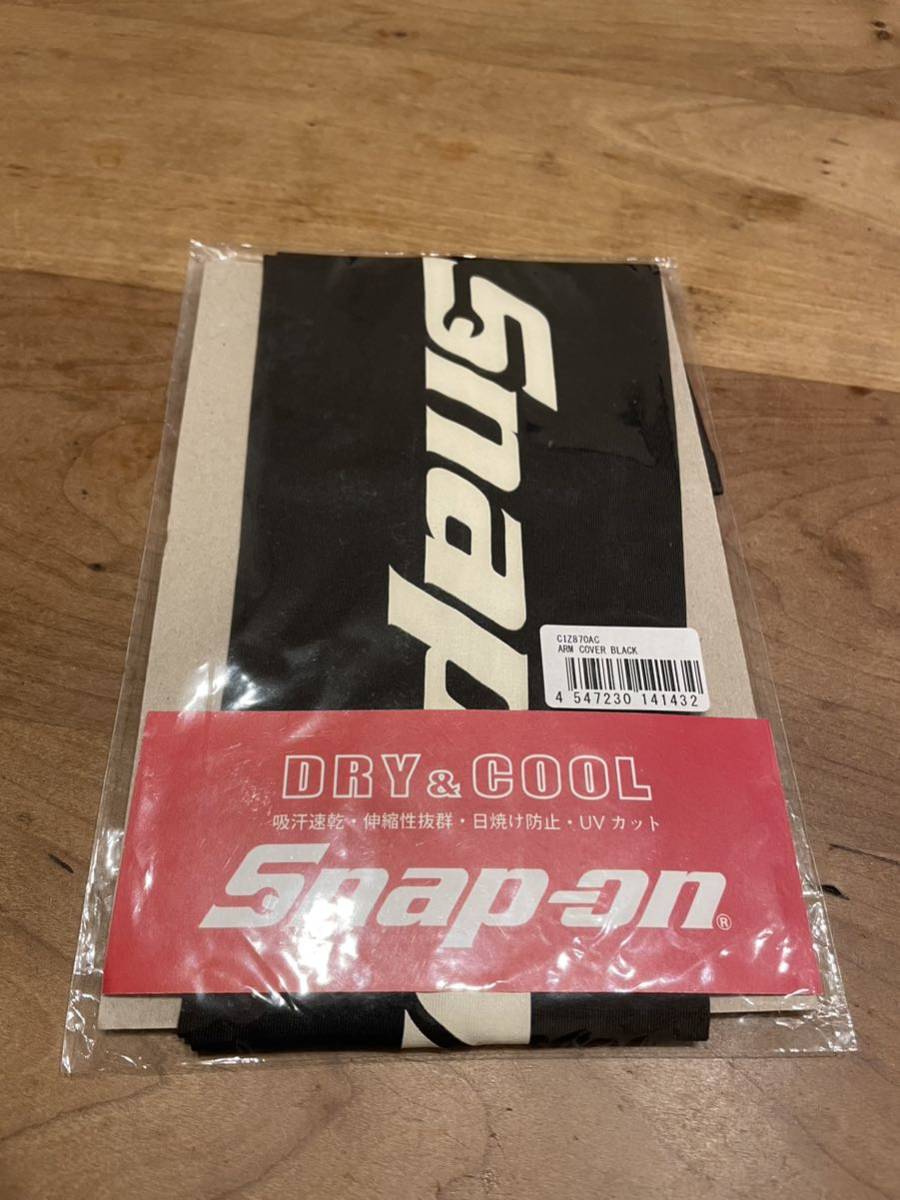 Snap
CIZ870AC
ARM COVER BLACK
4 547230 141432
DRY & COOL
吸汗速乾・伸縮性抜群・日焼け防止・UVカット
Snap-on®